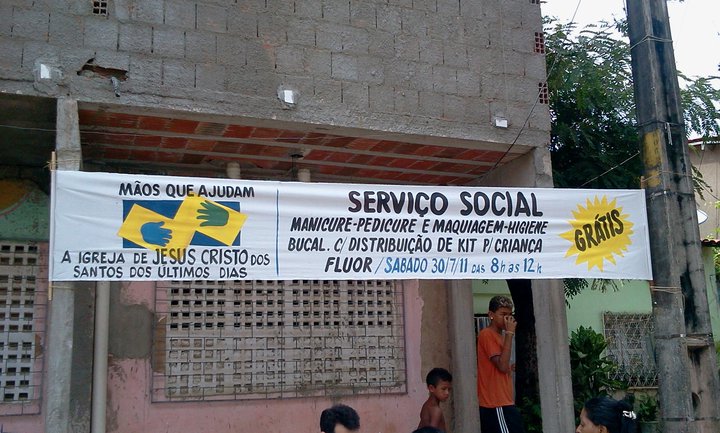 MÃOS QUE AJUDAM
A IGREJA DE JESUS CRISTO DOS
SANTOS DOS ÚLTIMOS DIAS
SERVIÇO SOCIAL
MANICURE-PEDICURE E MAQUIAGEM-HIGIENE
BUCAL. C/ DISTRIBUIÇÃO DE KIT P/CRIANÇA
FLUOR / SABADO 30/7/11 DAS 8h AS 12h
GRÁTIS